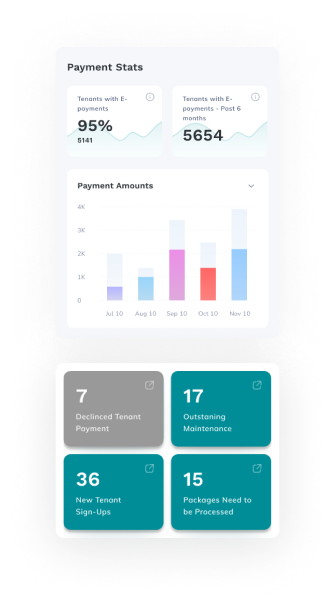 Payment Stats
Tenants with E-
payments
95%
5141
Tenants with E-
payments - Past 6
months
5654
Payment Amounts
4K
3K
2K
1K
0
Jul 10 Aug 10 Sep 10 Oct 10 Nov 10
7
Declinced Tenant
Payment
17
Outstaning
Maintenance
36
New Tenant
Sign-Ups
15
Packages Need to
be Processed